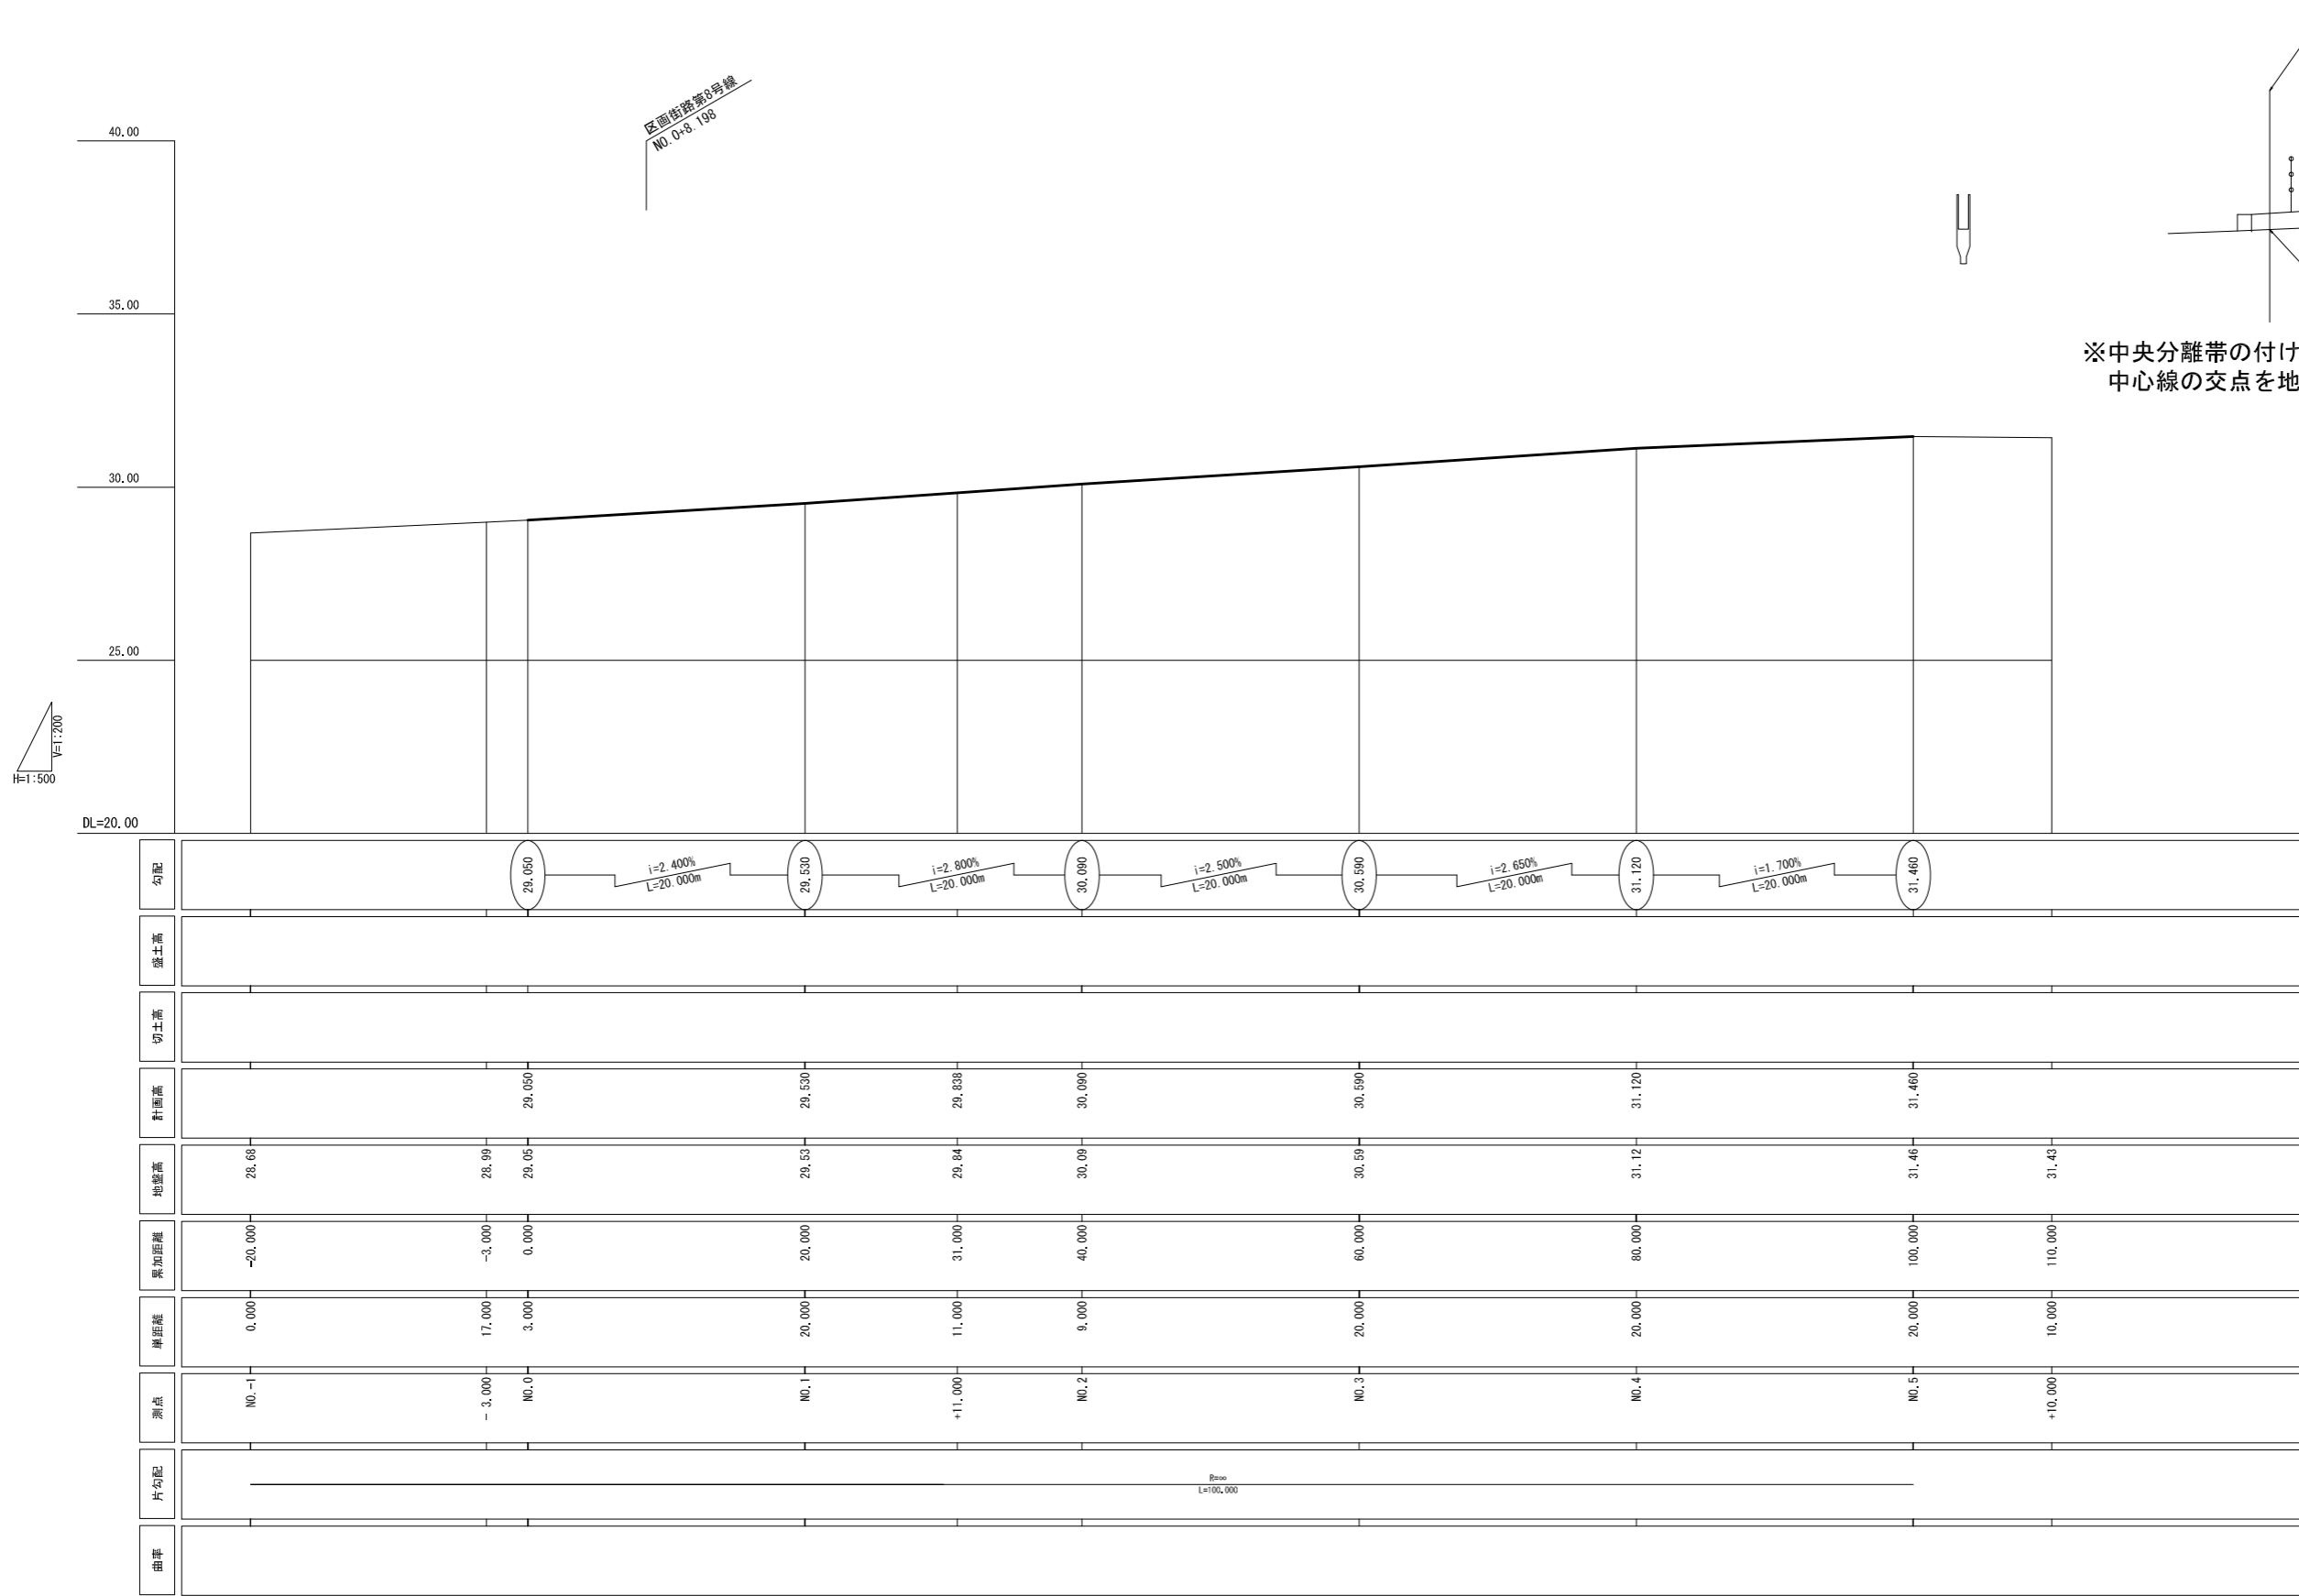 区画街路第8号線
NO.0+8.198
40.00
35.00
※中央分離帯の付け
中心線の交点を地
30.00
25.00
V=1:200
H=1:500
DL=20.00
勾配
29.050
i=2.400%
L=20.000m
29.530
i=2.800%
L=20.000m
30.090
i=2.500%
L=20.000m
30.590
i=2.650%
L=20.000m
31.120
i=1.700%
L=20.000m
31.460
盛土高
切土高
計画高
29.050
29.530
29.838
30.090
30.590
31.120
31.460
地盤高
28.68
28.99
29.05
29.53
29.84
30.09
30.59
31.12
31.46
31.43
累加距離
-20.000
-3.000
0.000
20.000
31.000
40.000
60.000
80.000
100.000
110.000
単距離
0.000
17.000
3.000
20.000
11.000
9.000
20.000
20.000
20.000
10.000
測点
NO.-1
- 3.000
NO.0
NO.1
+11.000
NO.2
NO.3
NO.4
NO.5
+10.000
片勾配
R=∞
L=100.000
曲率